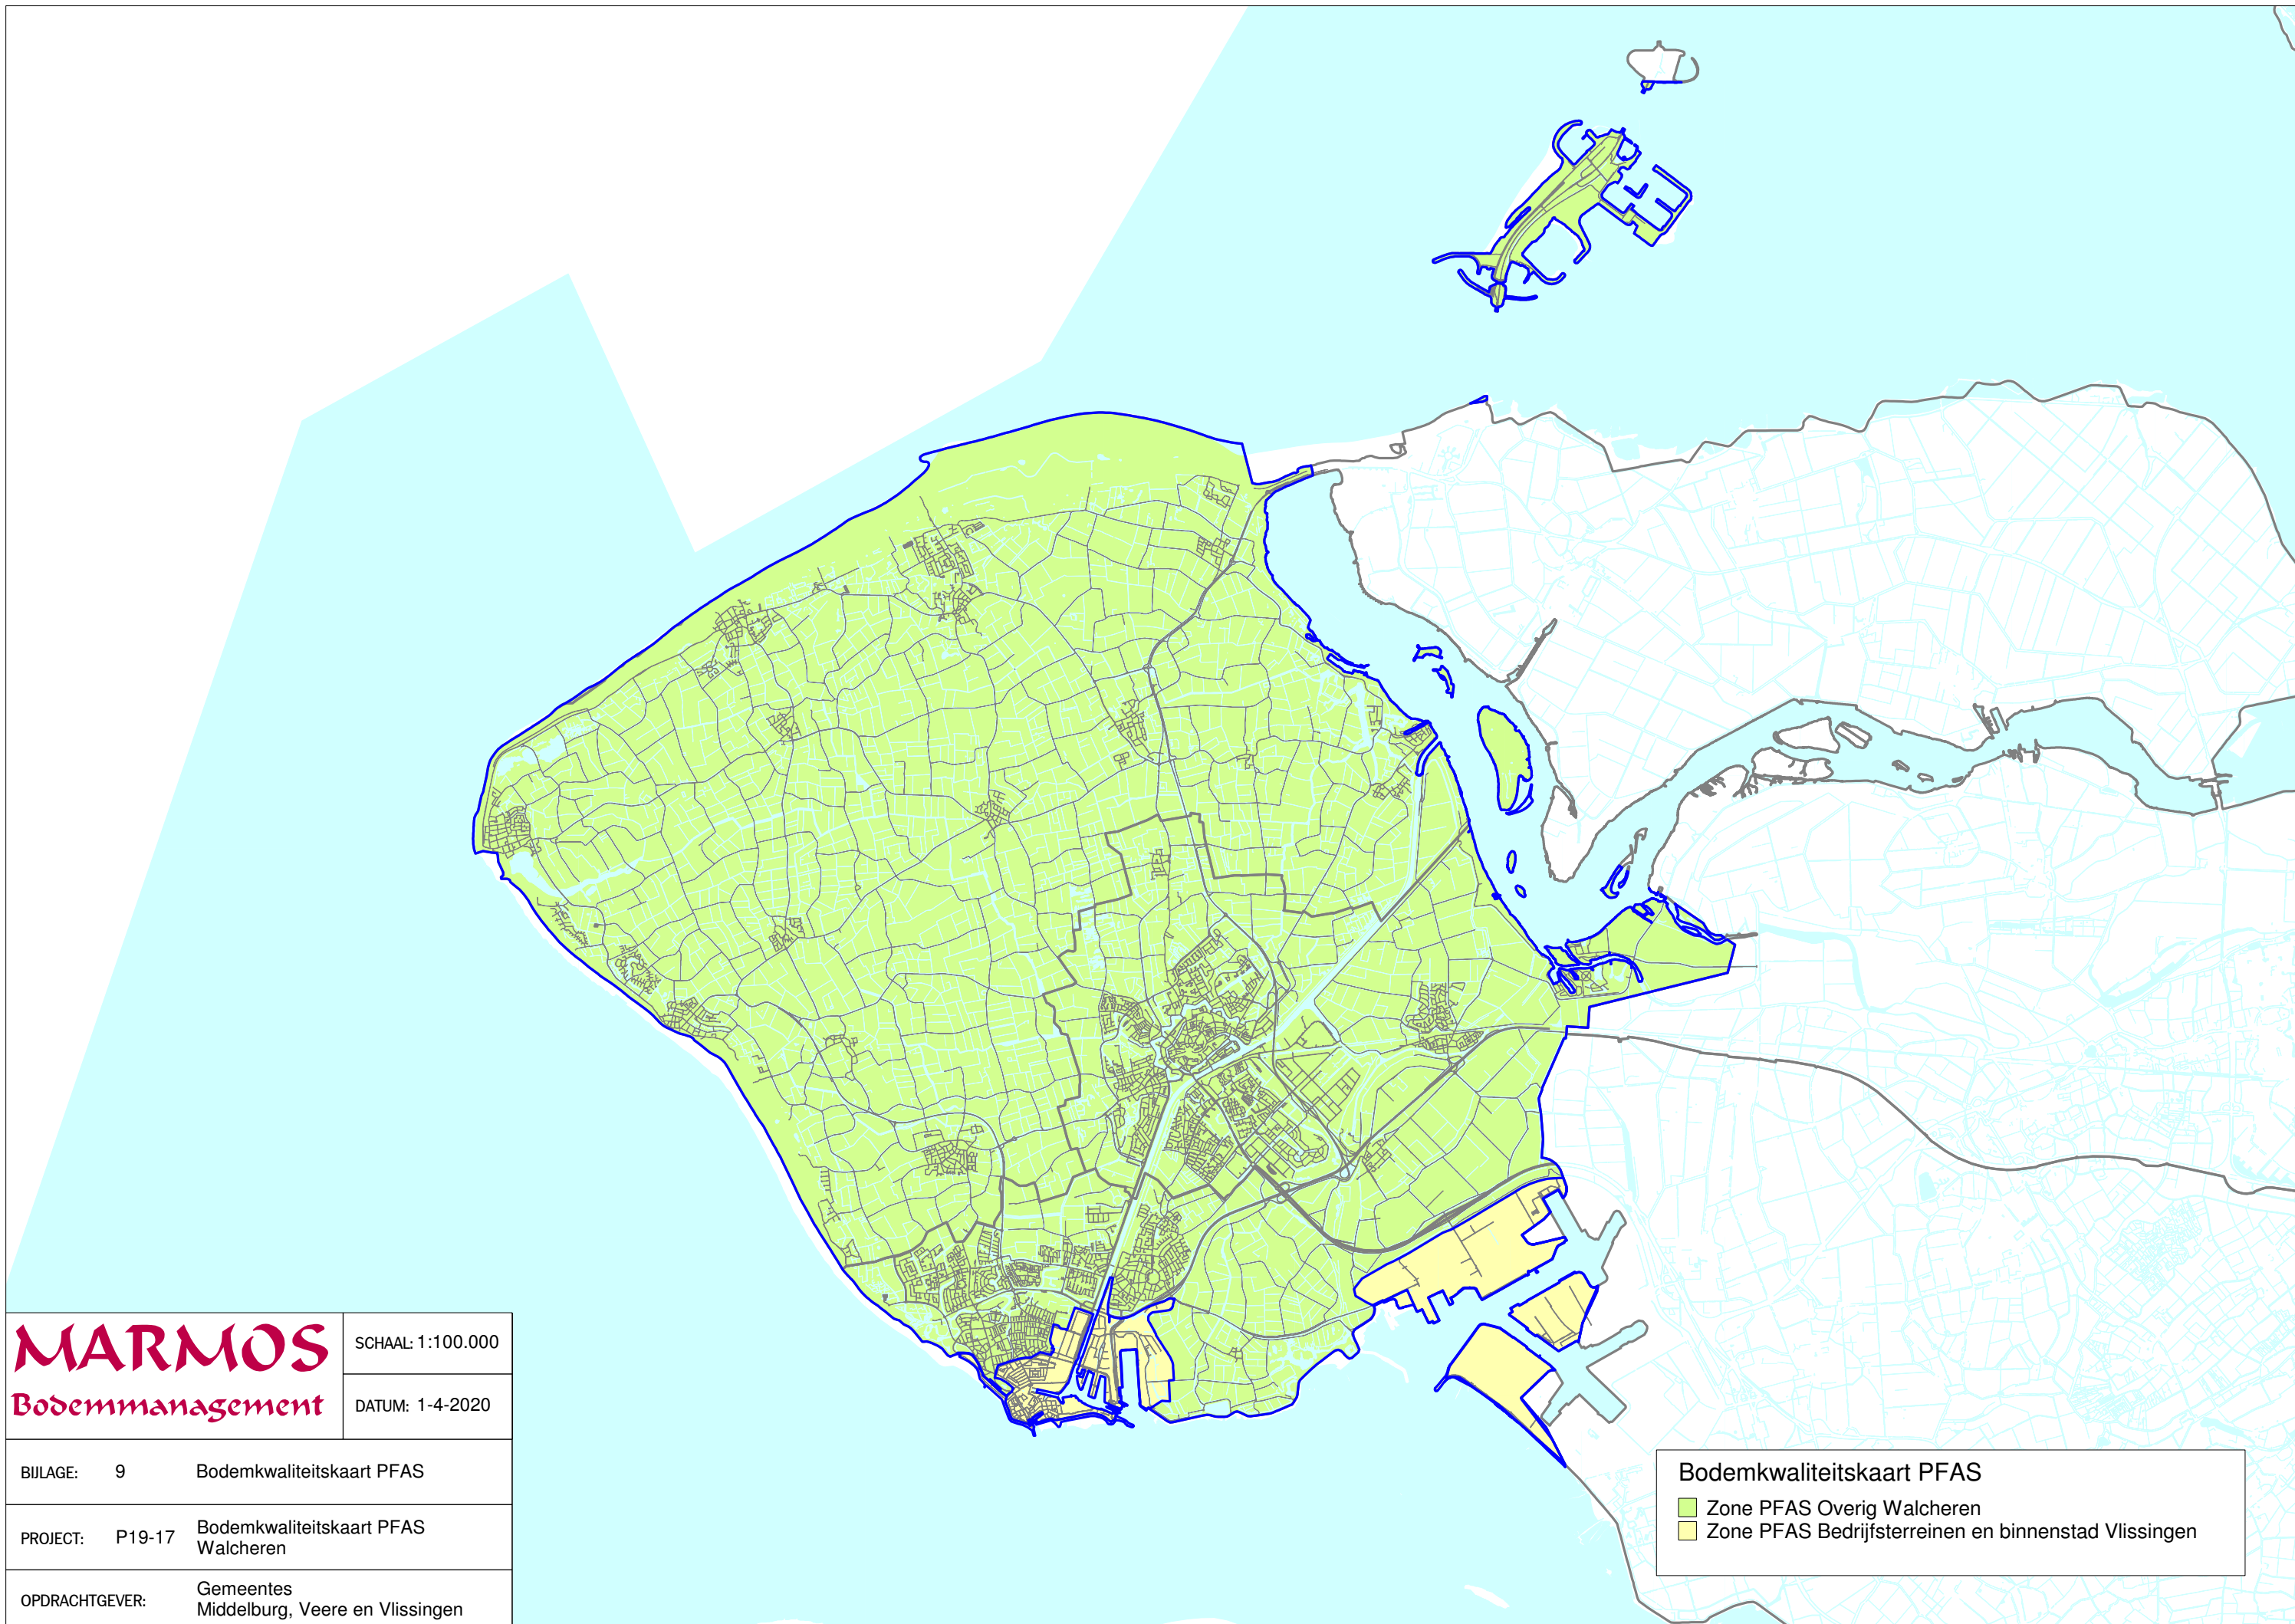 MARMOS
Bodemmanagement
SCHAAL: 1:100.000
DATUM: 1-4-2020
BIJLAGE: 9 Bodemkwaliteitskaart PFAS
PROJECT: P19-17 Bodemkwaliteitskaart PFAS
Walcheren
OPDRACHTGEVER: Gemeentes
Middelburg, Veere en Vlissingen
Bodemkwaliteitskaart PFAS
Zone PFAS Overig Walcheren
Zone PFAS Bedrijfsterreinen en binnenstad Vlissingen